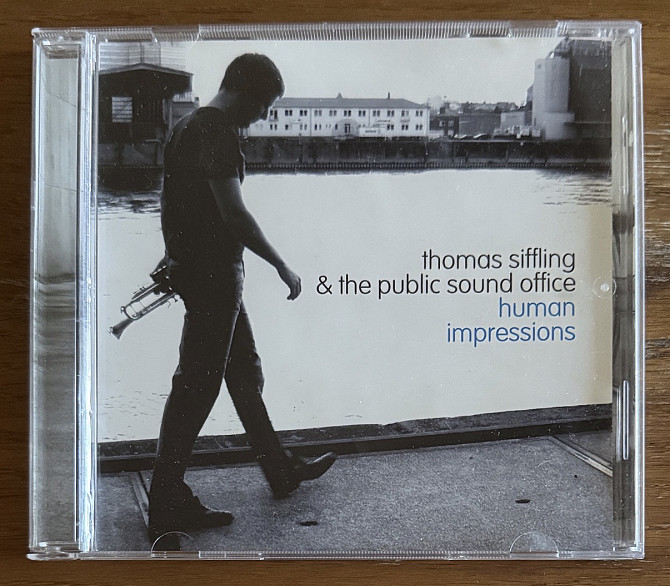 thomas siffling
& the public sound office
human
impressions